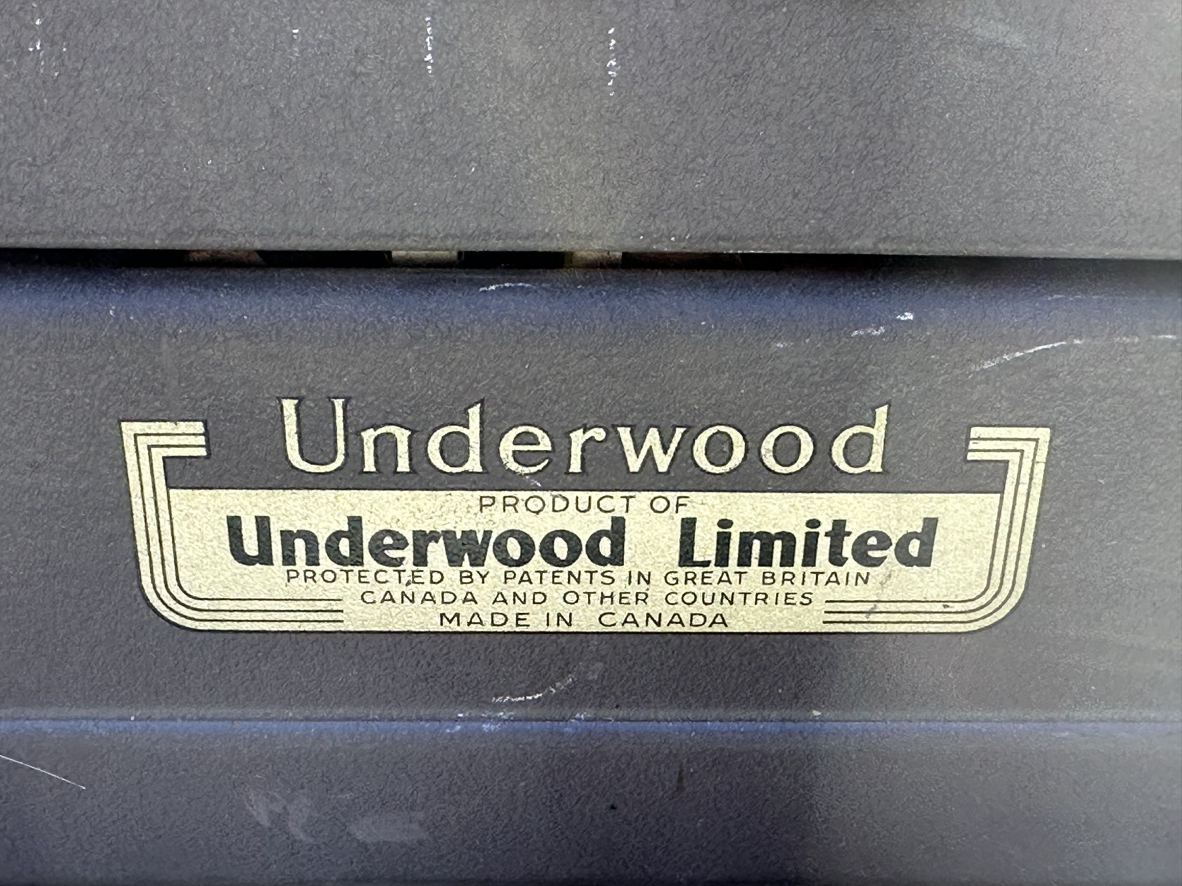 Underwood
PRODUCT OF
Underwood Limited
PROTECTED BY PATENTS IN GREAT BRITAIN
CANADA AND OTHER COUNTRIES
MADE IN CANADA